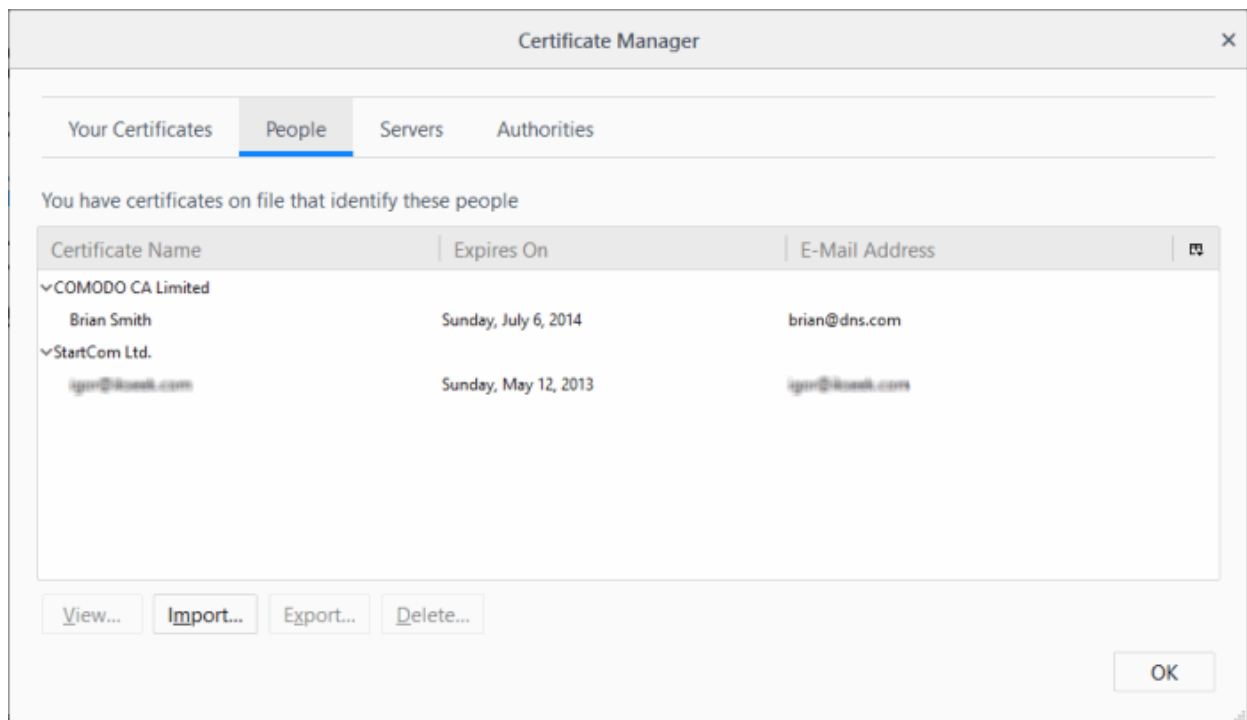 Certificate Manager
Your Certificates People Servers Authorities
You have certificates on file that identify these people
Certificate Name Expires On E-Mail Address
COMODO CA Limited
Brian Smith Sunday, July 6, 2014 brian@dns.com
StartCom Ltd.
Sunday, May 12, 2013
View... Import... Export... Delete...
OK